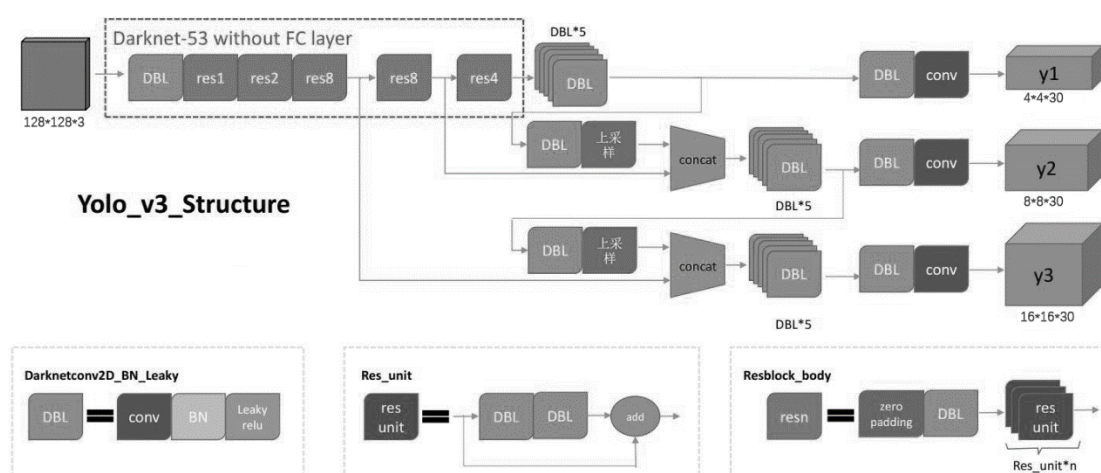 Darknet-53 without FC layer
DBL*5
DBL
res1
res2
res8
res8
res4
DBL
DBL
conv
y1
128*128*3
4*4*30
DBL
上采
样
concat
DBL
DBL
conv
y2
Yolo_v3_Structure
DBL*5
8*8*30
DBL
上采
样
concat
DBL
DBL
conv
y3
DBL*5
16*16*30
Darknetconv2D_BN_Leaky
DBL
conv
BN
Leaky
relu
Res_unit
res
unit
DBL
DBL
add
Resblock_body
resn
zero
padding
DBL
res
unit
Res_unit*n